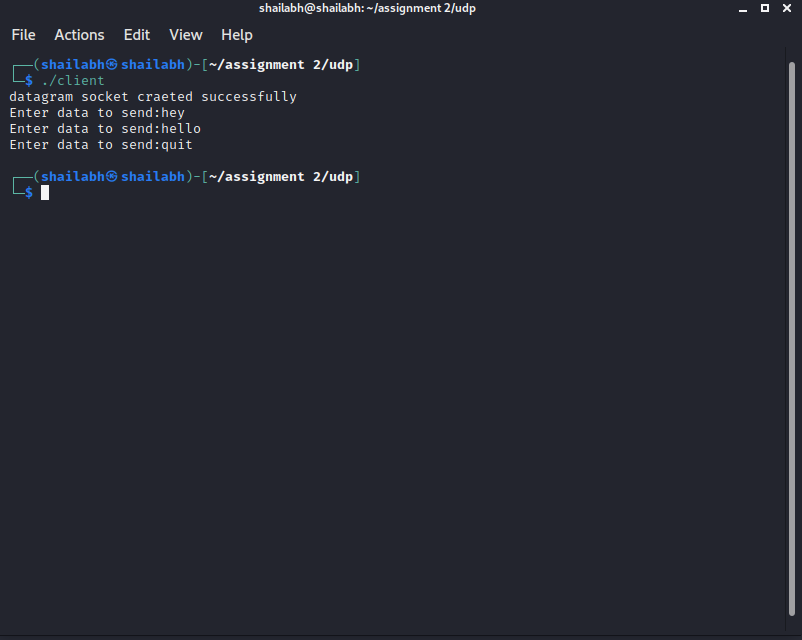 shailabh@shailabh: ~/assignment 2/udp
File Actions Edit View Help
┌──(shailabh㉿shailabh)-[~/assignment 2/udp]
└─$ ./client
datagram socket craeted successfully
Enter data to send:hey
Enter data to send:hello
Enter data to send:quit
┌──(shailabh㉿shailabh)-[~/assignment 2/udp]
└─$